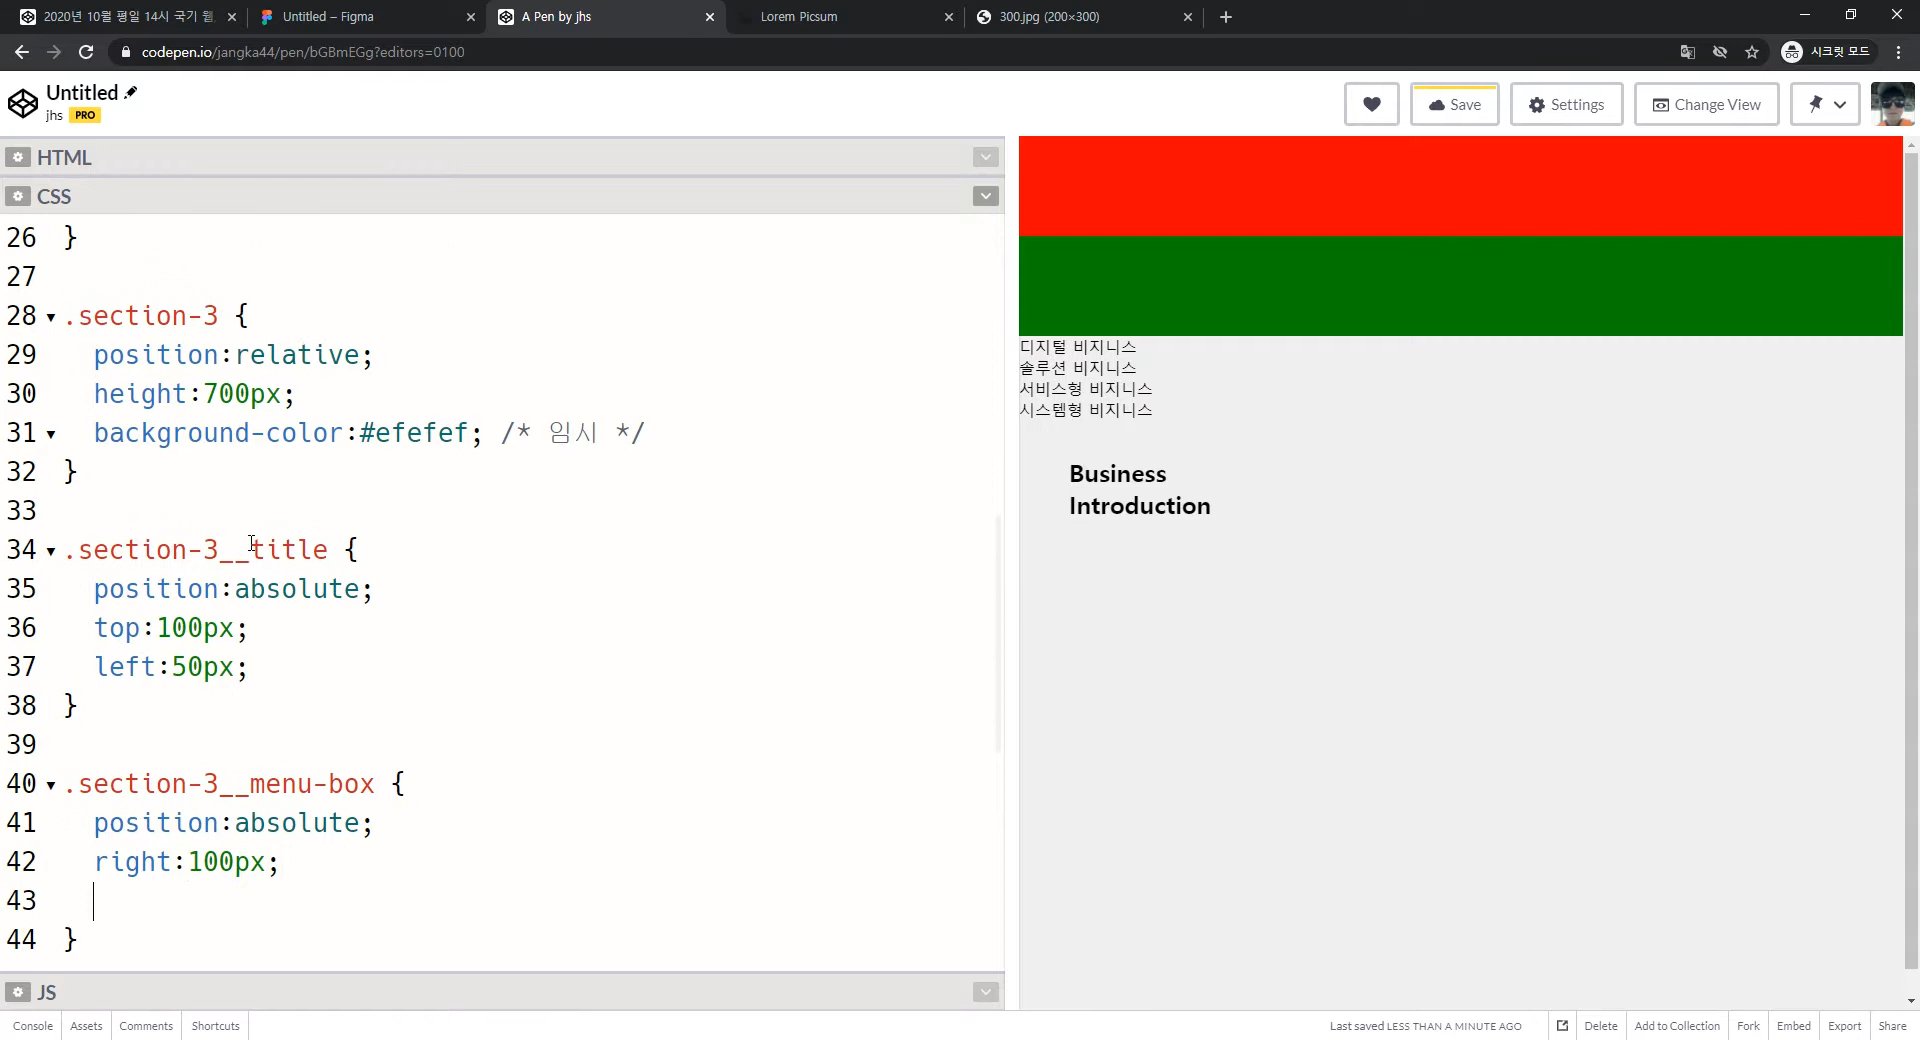 2020년 10월 평일 14시 국기 웹
Untitled – Figma
A Pen by jhs
Lorem Picsum
300.jpg (200×300)
codepen.io/jangka44/pen/bGBmEGg?editors=0100
시크릿 모드
Untitled
jhs PRO
Save
Settings
Change View
HTML
CSS
26 }
27
28 .section-3 {
29 position:relative;
30 height:700px;
31 background-color:#efefef; /* 임시 */
32 }
33
34 .section-3__title {
35 position:absolute;
36 top:100px;
37 left:50px;
38 }
39
40 .section-3__menu-box {
41 position:absolute;
42 right:100px;
43
44 }
디지털 비지니스
솔루션 비지니스
서비스형 비지니스
시스템형 비지니스
Business
Introduction
JS
Console
Assets
Comments
Shortcuts
Last saved LESS THAN A MINUTE AGO
Delete
Add to Collection
Fork
Embed
Export
Share